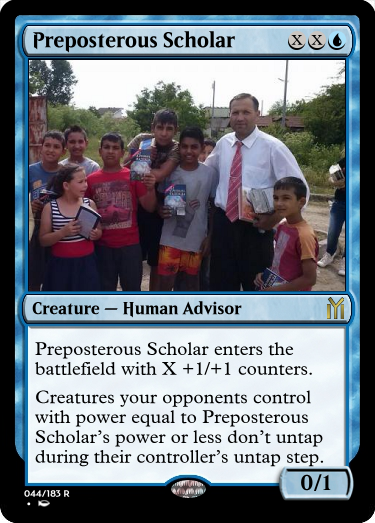 Preposterous Scholar XXU
Creature — Human Advisor
Preposterous Scholar enters the
battlefield with X +1/+1 counters.
Creatures your opponents control
with power equal to Preposterous
Scholar's power or less don't untap
during their controller's untap step.
0/1
044/183 R